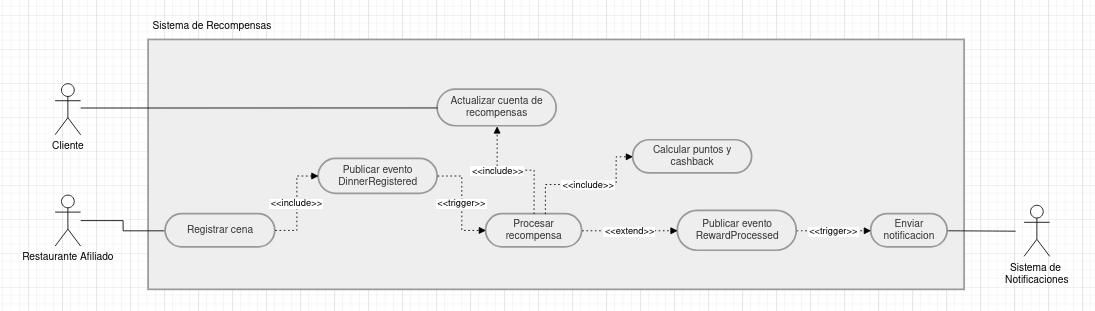 Sistema de Recompensas
Actualizar cuenta de
recompensas
Cliente
Calcular puntos y
cashback
Publicar evento
DinnerRegistered
<<include>>
<<include>>
<<include>>
<<trigger>>
Registrar cena
Procesar
recompensa
<<extend>>
Publicar evento
RewardProcessed
<<trigger>>
Enviar
notificacion
Restaurante Afiliado
Sistema de
Notificaciones